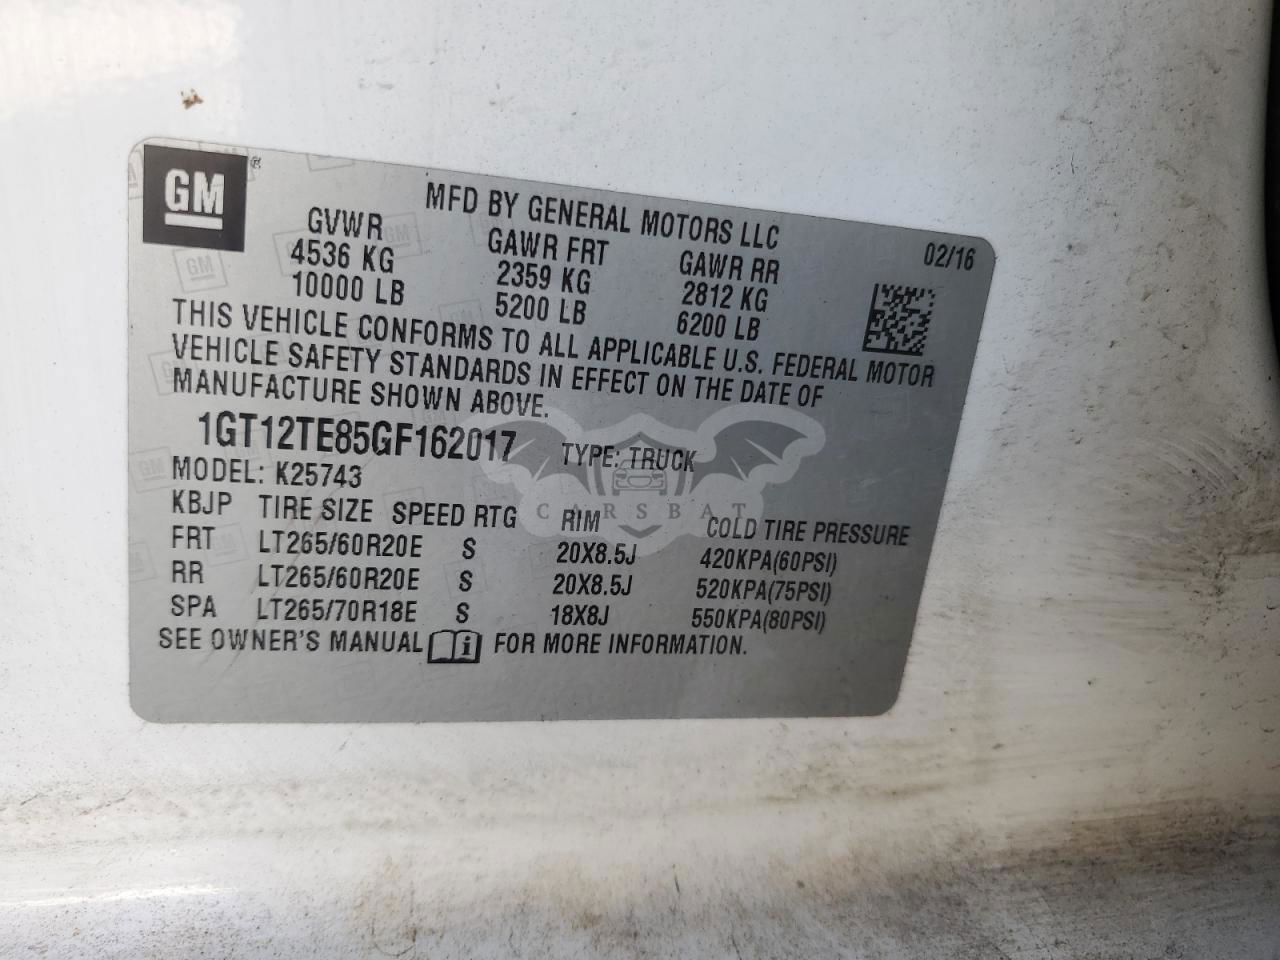 GM®
MFD BY GENERAL MOTORS LLC
GVWR GAWR FRT GAWR RR 02/16
4536 KG 2359 KG 2812 KG
10000 LB 5200 LB 6200 LB
THIS VEHICLE CONFORMS TO ALL APPLICABLE U.S. FEDERAL MOTOR
VEHICLE SAFETY STANDARDS IN EFFECT ON THE DATE OF
MANUFACTURE SHOWN ABOVE.
1GT12TE85GF162017 TYPE: TRUCK
MODEL: K25743
KBJP TIRE SIZE SPEED RTG RIM COLD TIRE PRESSURE
FRT LT265/60R20E S 20X8.5J 420KPA(60PSI)
RR LT265/60R20E S 20X8.5J 520KPA(75PSI)
SPA LT265/70R18E S 18X8J 550KPA(80PSI)
SEE OWNER'S MANUAL i FOR MORE INFORMATION.
CARSBAT